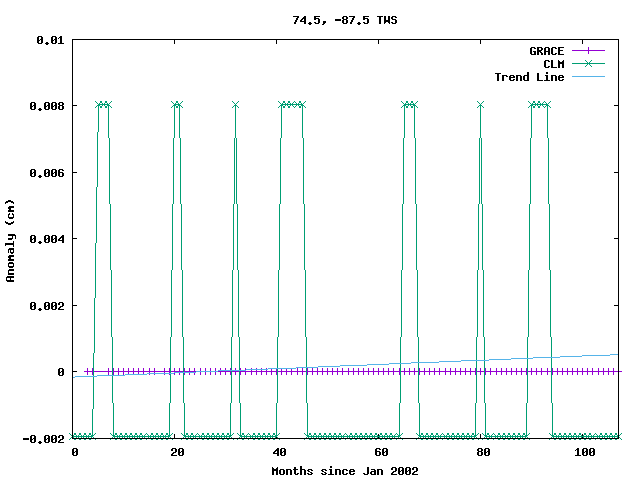 74.5, -87.5 TWS
GRACE
CLM
Trend Line
0.01
0.008
0.006
0.004
0.002
0
-0.002
Anomaly (cm)
0 20 40 60 80 100
Months since Jan 2002